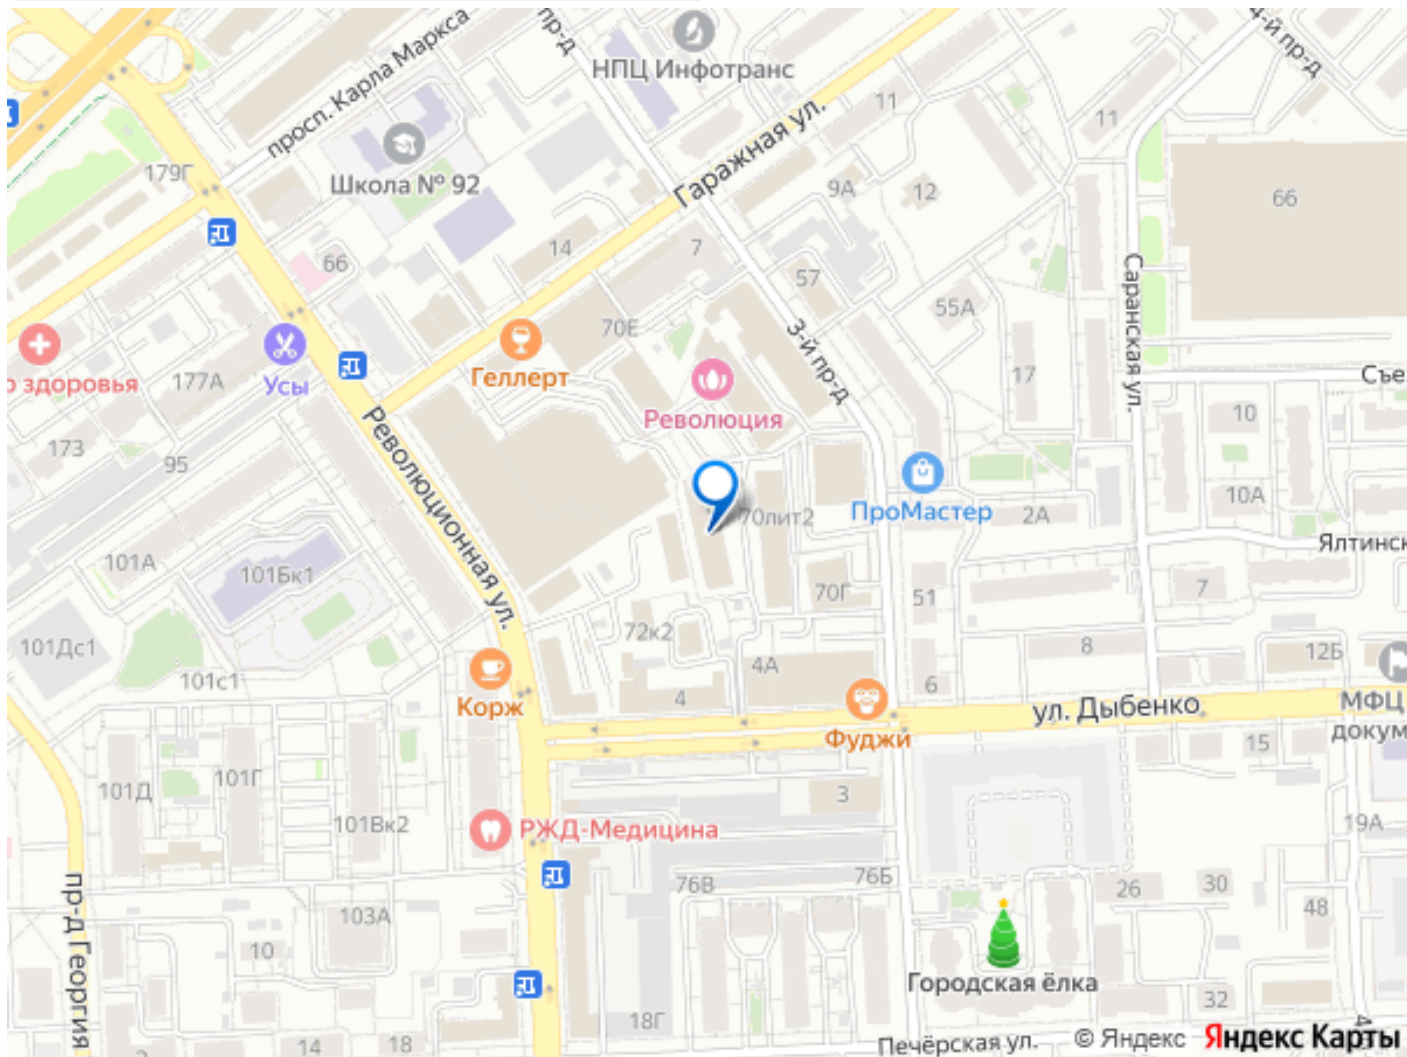 просп. Карла Маркса
пр-д
НПЦ Инфотранс
4-й пр-д
11
Гаражная ул.
11
179Г
Школа № 92
9А
12
66
66
14
7
57
Саранская ул.
55А
70Е
3-й пр-д
Усы
Геллерт
р здоровья
177А
17
Съе
Революция
10
173
95
Революционная ул.
10А
70лит2
ПроМастер
2А
Ялтинск
101А
101Бк1
70Г
51
7
72к2
101Дс1
8
12Б
101с1
4А
6
4
Корж
ул. Дыбенко
МФЦ
докум
Фуджи
15
101Д
101Г
3
101Вк2
РЖД-Медицина
19А
76В
76Б
26
30
48
103А
10
пр-д Георгия
Городская ёлка
32
18Г
14
18
Печёрская ул.
© Яндекс Яндекс Карты